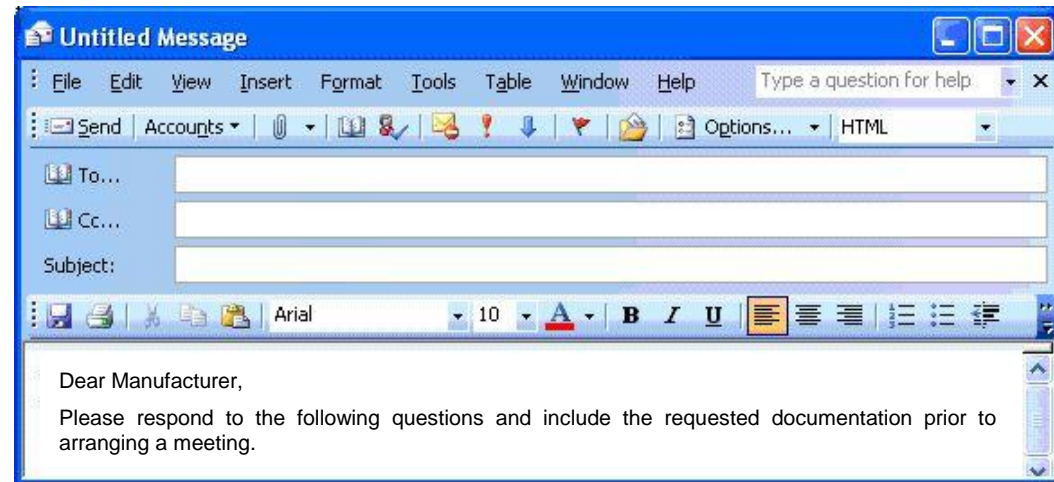 Untitled Message
File Edit View Insert Format Tools Table Window Help Type a question for help
Send Accounts Options... HTML
To...
Cc...
Subject:
Arial 10 A B I U
Dear Manufacturer,
Please respond to the following questions and include the requested documentation prior to
arranging a meeting.